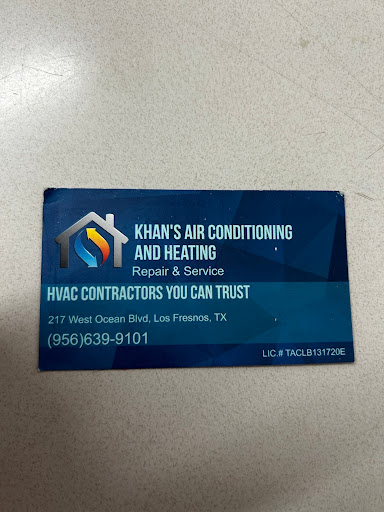 KHAN'S AIR CONDITIONING
AND HEATING
Repair & Service
HVAC CONTRACTORS YOU CAN TRUST
217 West Ocean Blvd, Los Fresnos, TX
(956)639-9101
LIC.# TACLB131720E